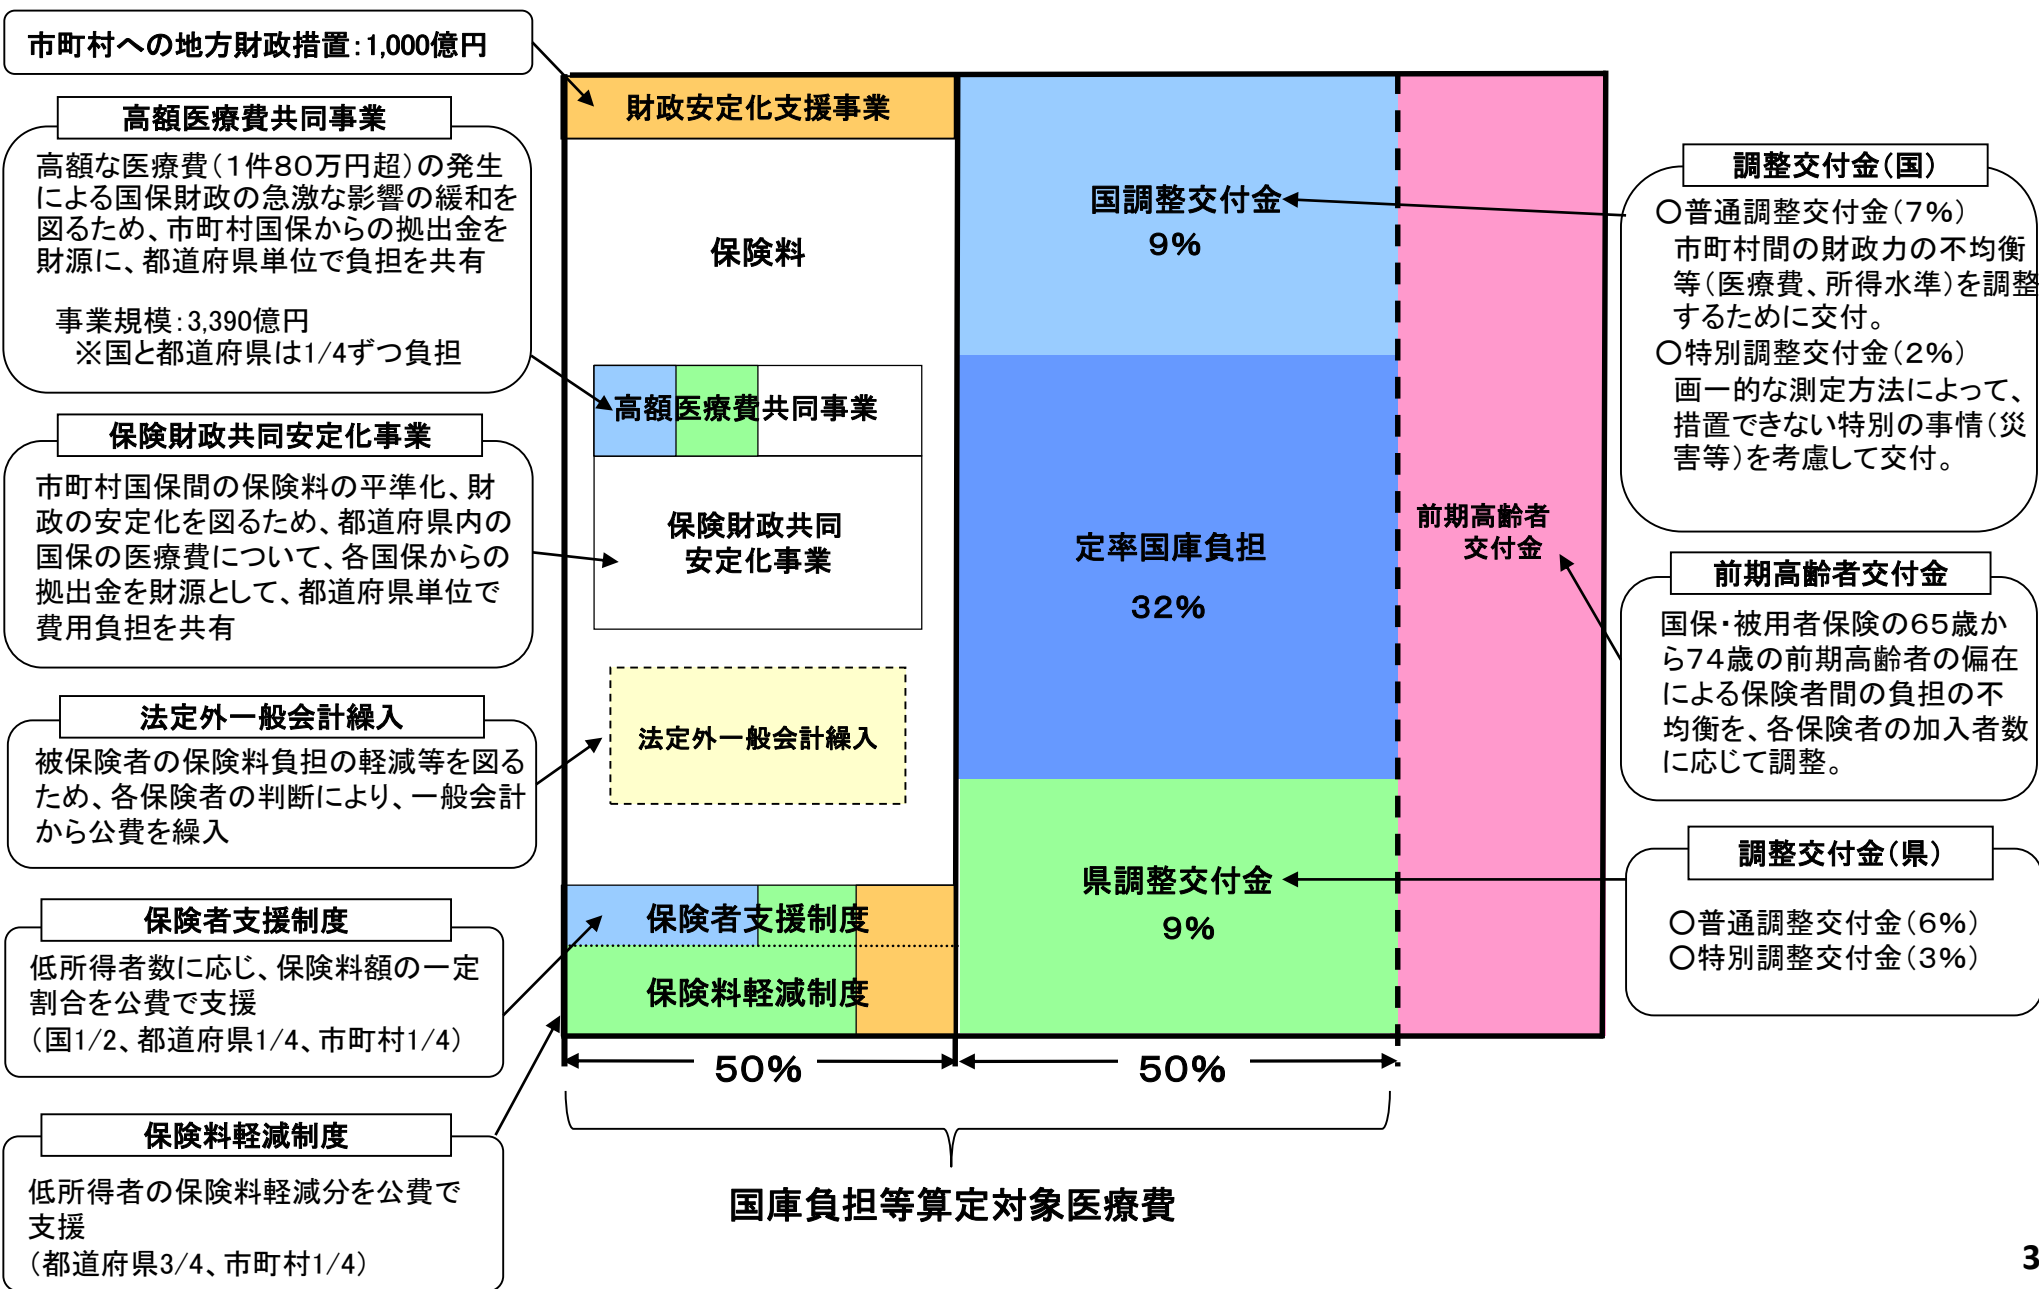 市町村への地方財政措置：1,000億円
高額医療費共同事業
高額な医療費（１件８０万円超）の発生
による国保財政の急激な影響の緩和を
図るため、市町村国保からの拠出金を
財源に、都道府県単位で負担を共有
事業規模：3,390億円
※国と都道府県は1/4ずつ負担
保険財政共同安定化事業
市町村国保間の保険料の平準化、財
政の安定化を図るため、都道府県内の
国保の医療費について、各国保からの
拠出金を財源として、都道府県単位で
費用負担を共有
法定外一般会計繰入
被保険者の保険料負担の軽減等を図る
ため、各保険者の判断により、一般会計
から公費を繰入
保険者支援制度
低所得者数に応じ、保険料額の一定
割合を公費で支援
（国1/2、都道府県1/4、市町村1/4）
保険料軽減制度
低所得者の保険料軽減分を公費で
支援
（都道府県3/4、市町村1/4）
財政安定化支援事業
保険料
高額医療費共同事業
保険財政共同
安定化事業
法定外一般会計繰入
保険者支援制度
保険料軽減制度
国調整交付金
９％
定率国庫負担
３２％
県調整交付金
９％
前期高齢者
交付金
５０％
５０％
国庫負担等算定対象医療費
調整交付金（国）
○普通調整交付金（７％）
市町村間の財政力の不均衡
等（医療費、所得水準）を調整
するために交付。
○特別調整交付金（２％）
画一的な測定方法によって、
措置できない特別の事情（災
害等）を考慮して交付。
前期高齢者交付金
国保・被用者保険の６５歳か
ら７４歳の前期高齢者の偏在
による保険者間の負担の不
均衡を、各保険者の加入者数
に応じて調整。
調整交付金（県）
○普通調整交付金（６％）
○特別調整交付金（３％）
3